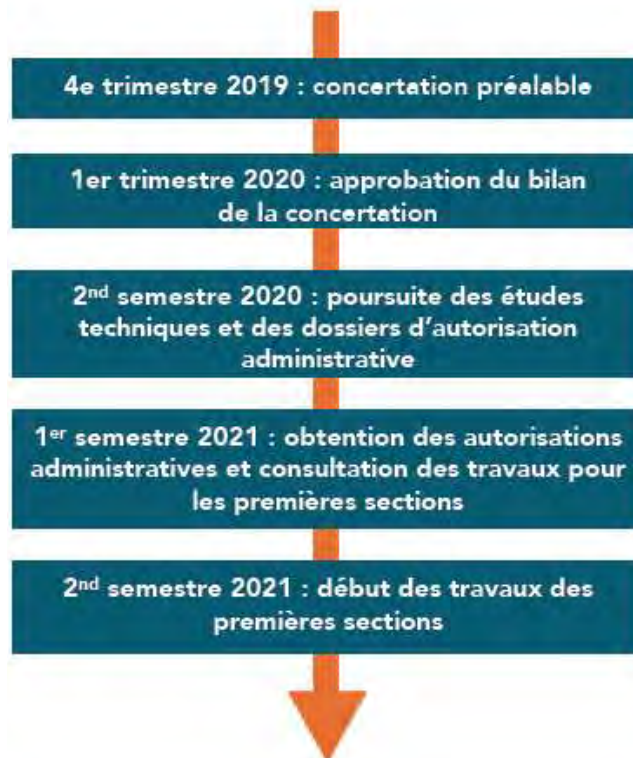 4e trimestre 2019 : concertation préalable
1er trimestre 2020 : approbation du bilan
de la concertation
2nd semestre 2020 : poursuite des études
techniques et des dossiers d'autorisation
administrative
1er semestre 2021 : obtention des autorisations
administratives et consultation des travaux pour
les premières sections
2nd semestre 2021 : début des travaux des
premières sections